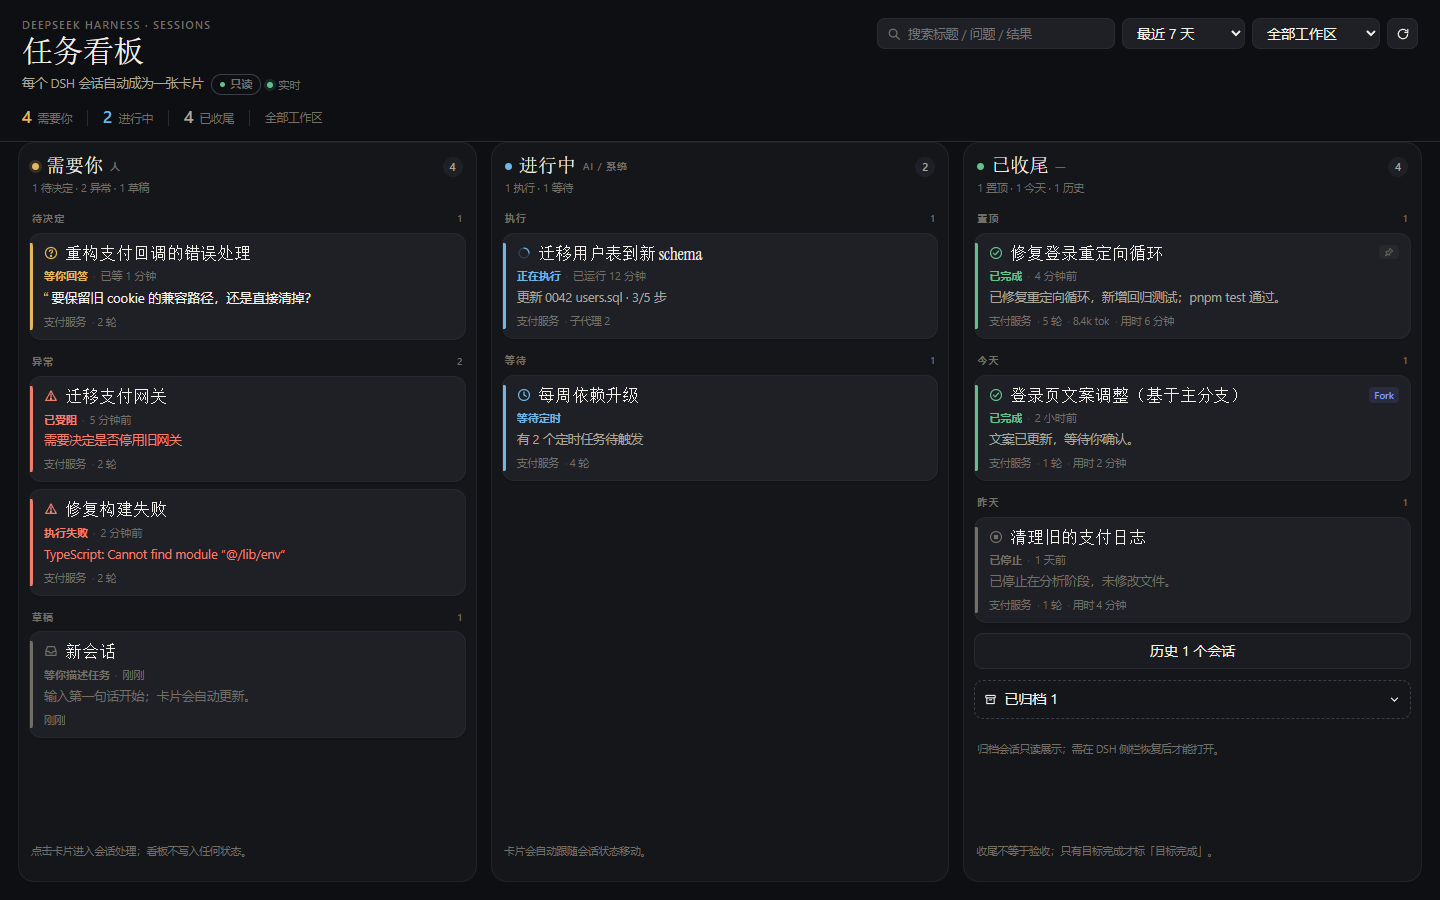 DEEPSEEK HARNESS · SESSIONS
任务看板
每个 DSH 会话自动成为一张卡片 只读 实时
4 需要你 2 进行中 4 已收尾 全部工作区
搜索标题 / 问题 / 结果
最近 7 天
全部工作区
需要你 人 4
1 待决定 · 2 异常 · 1 草稿
待决定 1
重构支付回调的错误处理
等你回答 · 已等 1 分钟
“ 要保留旧 cookie 的兼容路径，还是直接清掉？
支付服务 · 2 轮
异常 2
迁移支付网关
已受阻 · 5 分钟前
需要决定是否停用旧网关
支付服务 · 2 轮
修复构建失败
执行失败 · 2 分钟前
TypeScript: Cannot find module “@/lib/env”
支付服务 · 2 轮
草稿 1
新会话
等你描述任务 · 刚刚
输入第一句话开始；卡片会自动更新。
刚刚
点击卡片进入会话处理；看板不写入任何状态。
进行中 AI / 系统 2
1 执行 · 1 等待
执行 1
迁移用户表到新 schema
正在执行 · 已运行 12 分钟
更新 0042 users.sql · 3/5 步
支付服务 · 子代理 2
等待 1
每周依赖升级
等待定时
有 2 个定时任务待触发
支付服务 · 4 轮
卡片会自动跟随会话状态移动。
已收尾 — 4
1 置顶 · 1 今天 · 1 历史
置顶 1
修复登录重定向循环
已完成 · 4 分钟前
已修复重定向循环，新增回归测试；pnpm test 通过。
支付服务 · 5 轮 · 8.4k tok · 用时 6 分钟
今天 1
登录页文案调整（基于主分支） Fork
已完成 · 2 小时前
文案已更新，等待你确认。
支付服务 · 1 轮 · 用时 2 分钟
昨天 1
清理旧的支付日志
已停止 · 1 天前
已停止在分析阶段，未修改文件。
支付服务 · 1 轮 · 用时 4 分钟
历史 1 个会话
已归档 1
归档会话只读展示；需在 DSH 侧栏恢复后才能打开。
收尾不等于验收；只有目标完成才标「目标完成」。